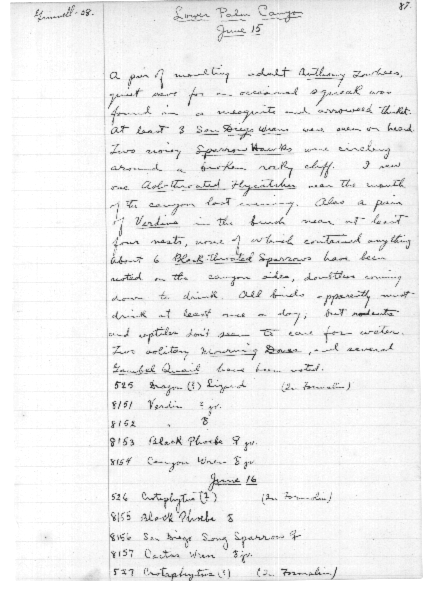 Grinnell-'08.
87.
Lower Palm Canyon
June 15
A pair of moulting adult Anthony Towhees,
quiet save for an occasional squeak was
found in a mesquite and arrowweed thicket.
At least 3 San Diego Wrens were seen or heard.
Two noisy Sparrow Hawks were circling
around a broken rocky cliff. I saw
one Ash-throated Flycatcher near the mouth
of the canyon last evening. Also a pair
of Verdins in the brush near at least
four nests, none of which contained anything
About 6 Black-throated Sparrows have been
noted on the canyon sides, doubtless coming
down to drink. All birds apparently must
drink at least once a day, but rodents
and reptiles don't seem to care for water.
Two solitary Mourning Doves, and several
Gambel Quail have been noted.
525 Dragon (?) Lizard (In Formalin)
8151 Verdin jv.
8152 "
8153 Black Phoebe ♀ jv.
8154 Canyon Wren jv.
June 16
526 Crotaphytus (?) (In Formalin)
8155 Black Phoebe
8156 San Diego Song Sparrow ♀
8157 Cactus Wren jv.
527 Crotaphytus (?) (In Formalin)